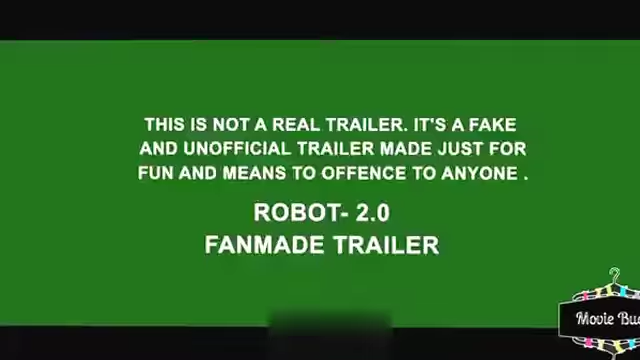 THIS IS NOT A REAL TRAILER. IT'S A FAKE
AND UNOFFICIAL TRAILER MADE JUST FOR
FUN AND MEANS TO OFFENCE TO ANYONE .
ROBOT- 2.0
FANMADE TRAILER
Movie